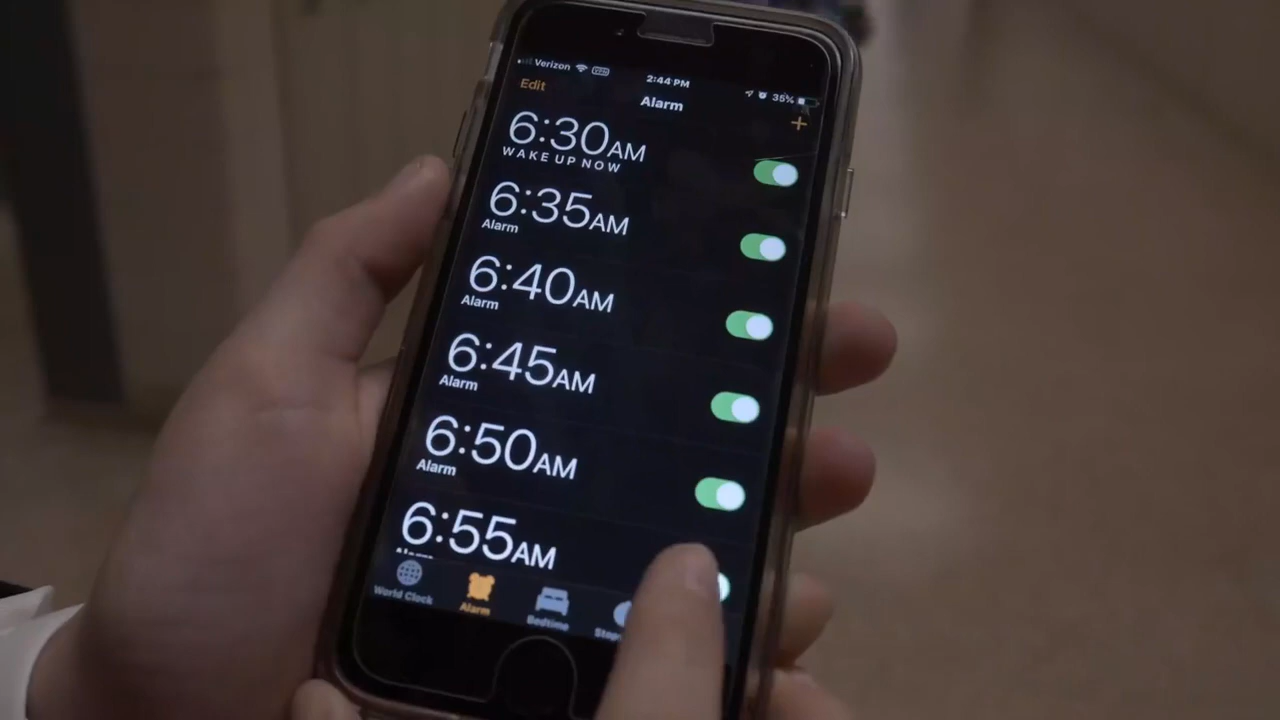 Verizon VPN 2:44 PM 35%
Edit Alarm +
6:30AM
WAKE UP NOW
6:35AM
Alarm
6:40AM
Alarm
6:45AM
Alarm
6:50AM
Alarm
6:55AM
World Clock Alarm Bedtime